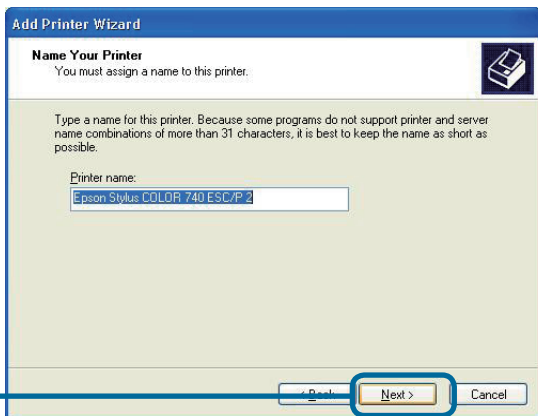 Add Printer Wizard
Name Your Printer
You must assign a name to this printer.
Type a name for this printer. Because some programs do not support printer and server
name combinations of more than 31 characters, it is best to keep the name as short as
possible.
Printer name:
Epson Stylus COLOR 740 ESC/P 2
< Back Next > Cancel